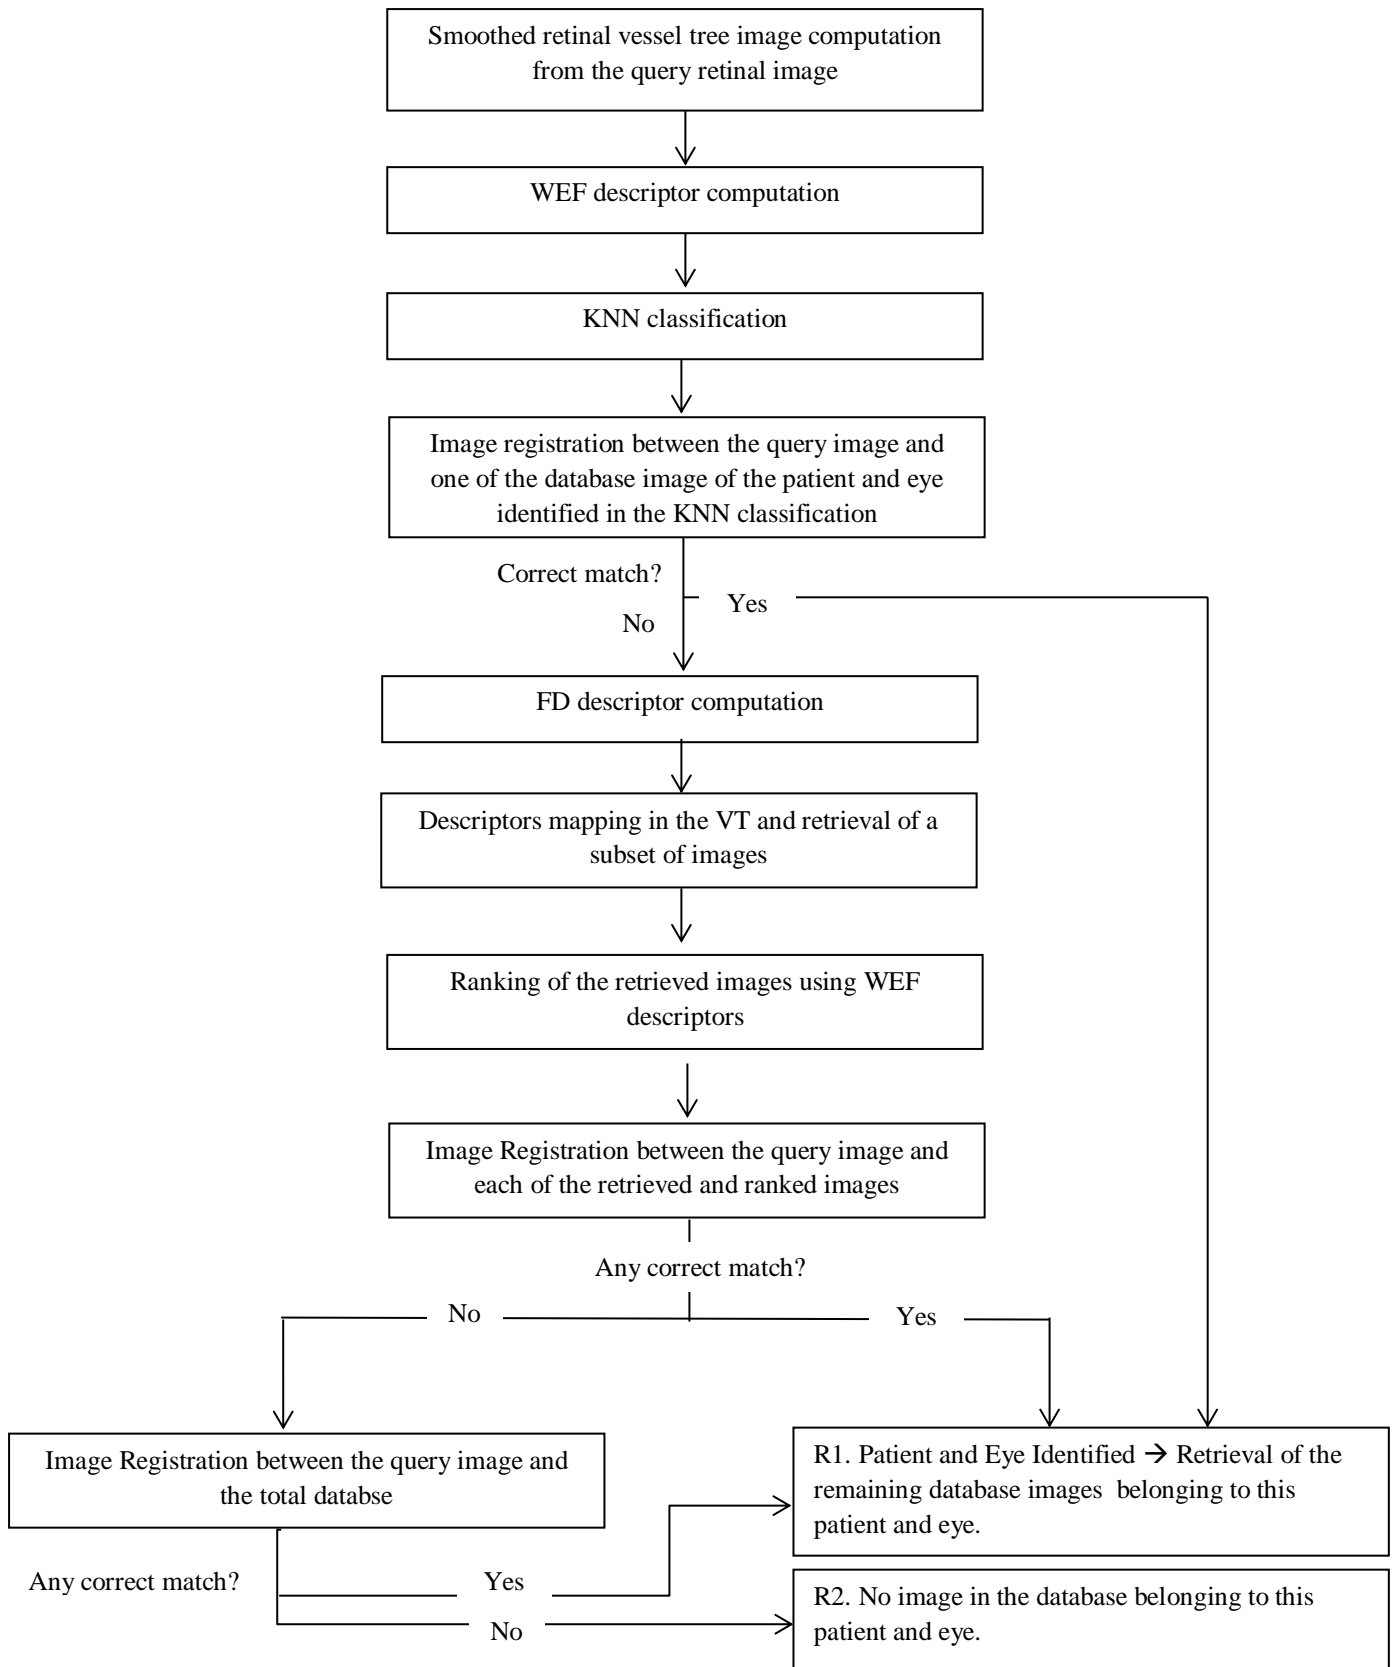 Smoothed retinal vessel tree image computation
from the query retinal image
WEF descriptor computation
KNN classification
Image registration between the query image and
one of the database image of the patient and eye
identified in the KNN classification
Correct match?
Yes
No
FD descriptor computation
Descriptors mapping in the VT and retrieval of a
subset of images
Ranking of the retrieved images using WEF
descriptors
Image Registration between the query image and
each of the retrieved and ranked images
Any correct match?
No
Yes
Image Registration between the query image and
the total databse
R1. Patient and Eye Identified → Retrieval of the
remaining database images belonging to this
patient and eye.
Any correct match?
Yes
No
R2. No image in the database belonging to this
patient and eye.